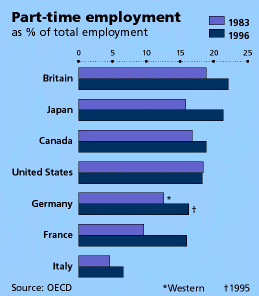 Part-time employment
as % of total employment
1983
1996
0 5 10 15 20 25
Britain
Japan
Canada
United States
Germany * †
France
Italy
Source: OECD *Western †1995